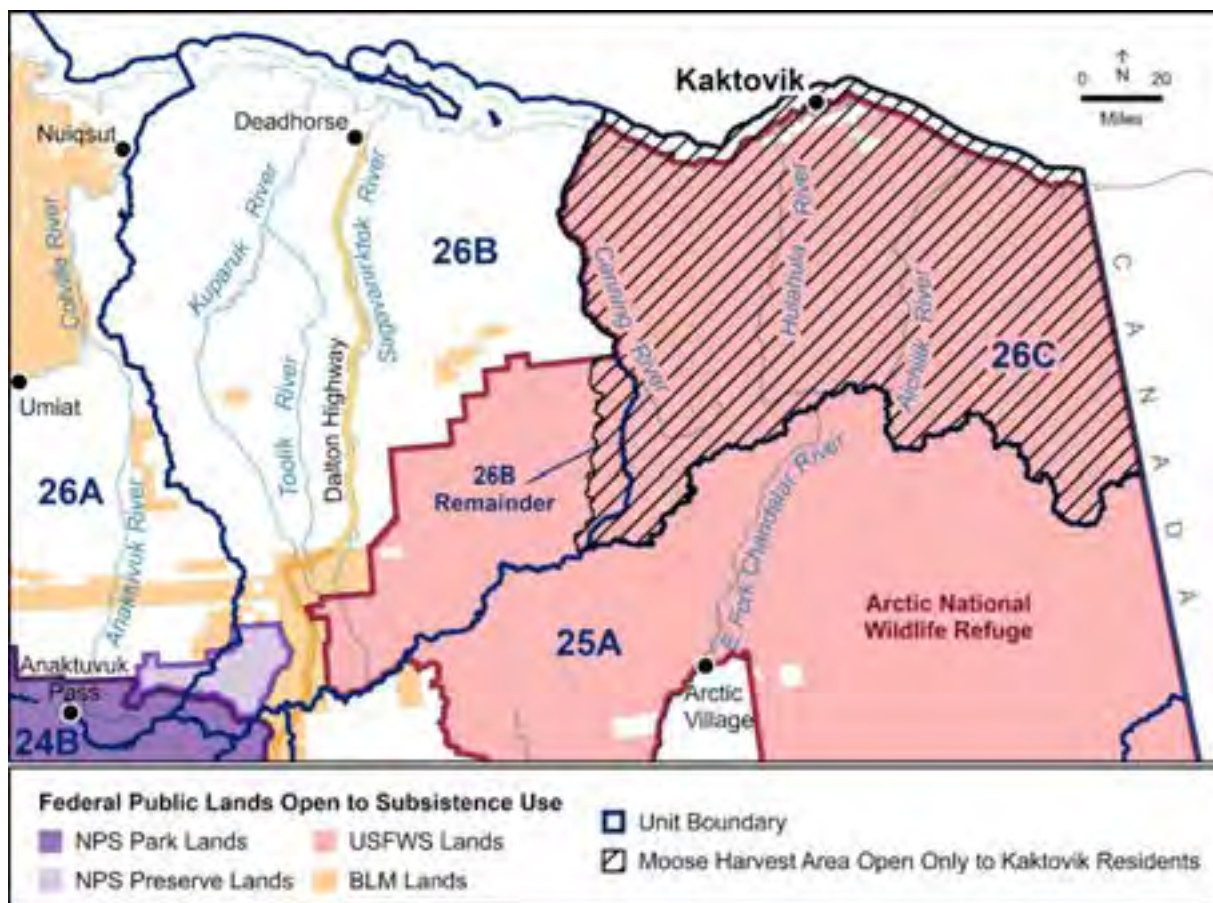 Kaktovik
N
0 20
Miles
Nuiqsut
Deadhorse
Colville River
Kuparuk River
Sagavanirktok River
26B
Canning River
Hulahula River
Aichilik River
26C
CANADA
Umiat
Toolik River
Dalton Highway
26A
Anaktuvuk River
26B
Remainder
E. Fork Chandalar River
25A
Arctic National
Wildlife Refuge
Anaktuvuk
Pass
Arctic
Village
24B
Federal Public Lands Open to Subsistence Use
NPS Park Lands
USFWS Lands
NPS Preserve Lands
BLM Lands
Unit Boundary
Moose Harvest Area Open Only to Kaktovik Residents